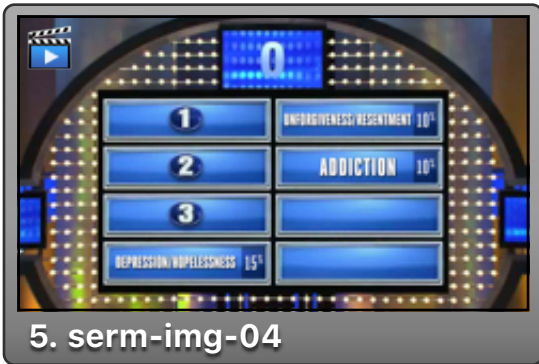 0
1
UNFORGIVENESS/RESENTMENT 10%
2
ADDICTION 10%
3
DEPRESSION/HOPELESSNESS 15%
5. serm-img-04